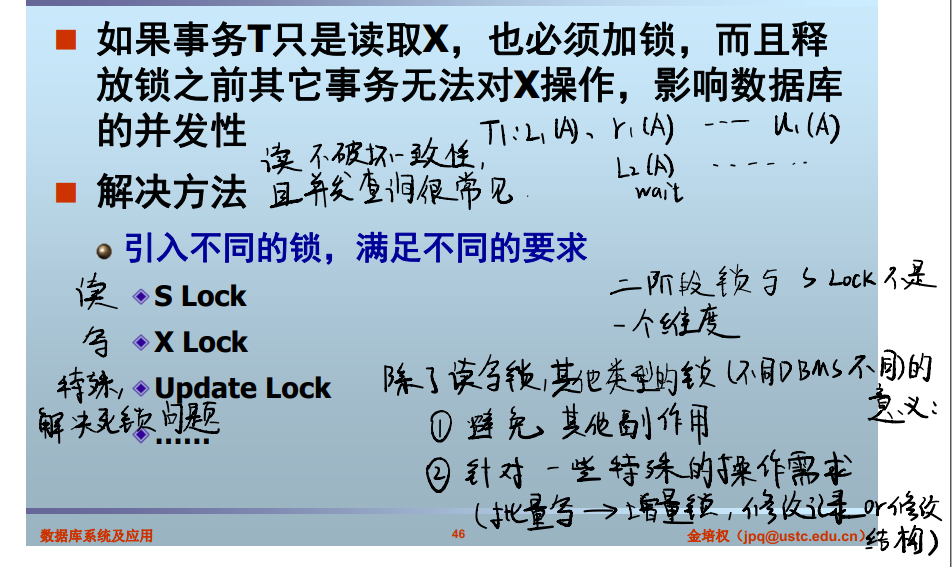 如果事务T只是读取X，也必须加锁，而且释
放锁之前其它事务无法对X操作，影响数据库
的并发性
T1: L1(A)、r1(A) ---- U1(A)
L2(A) -------
wait
读不破坏一致性，
且并发查询很常见.
解决方法
引入不同的锁，满足不同的要求
读 S Lock
写 X Lock
特殊, Update Lock
解决死锁问题 ……
二阶段锁与 S Lock 不是
一个维度
除了读写锁,其他类型的锁(不同DBMS不同)的
意义:
① 避免其他副作用
② 针对一些特殊的操作需求
(批量写→增量锁, 修改记录 or 修改
结构)
数据库系统及应用
46
金培权（jpq@ustc.edu.cn）